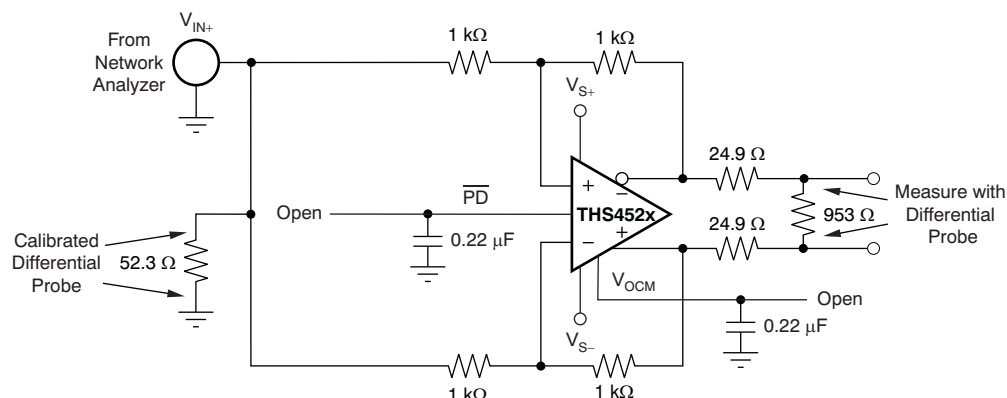 V_IN+
From
Network
Analyzer
1 kΩ
1 kΩ
V_S+
24.9 Ω
PD
+
−
THS452x
−
+
Open
0.22 μF
Measure with
Differential
Probe
953 Ω
24.9 Ω
Calibrated
Differential
Probe
52.3 Ω
V_OCM
Open
0.22 μF
V_S−
1 kΩ
1 kΩ